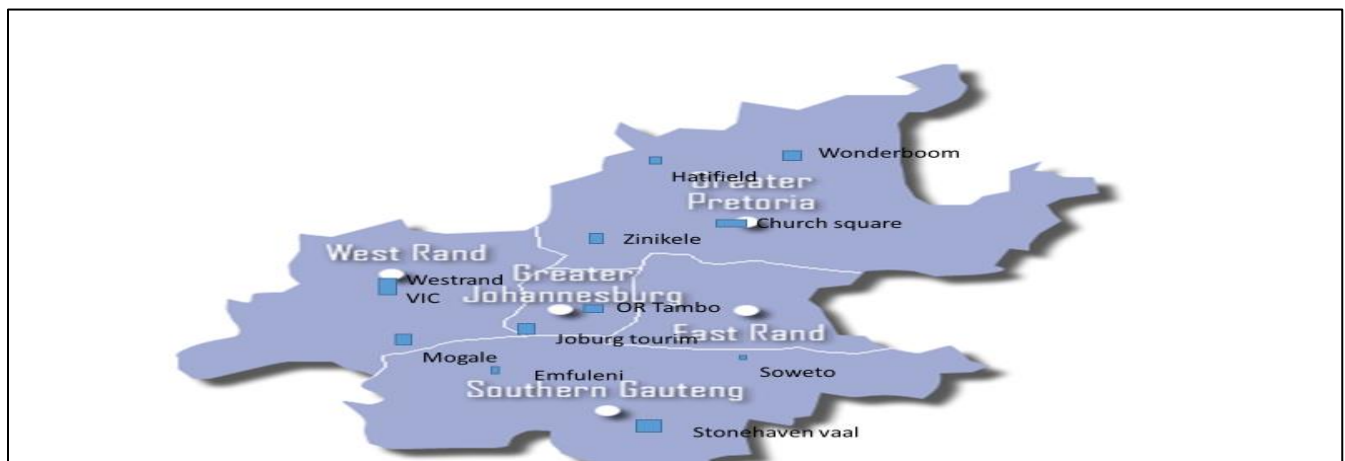 Wonderboom
Hatifield
Greater
Pretoria
Church square
Zinikele
West Rand
Westrand
VIC
Greater
Johannesburg
OR Tambo
East Rand
Joburg tourim
Mogale
Emfuleni
Soweto
Southern Gauteng
Stonehaven vaal